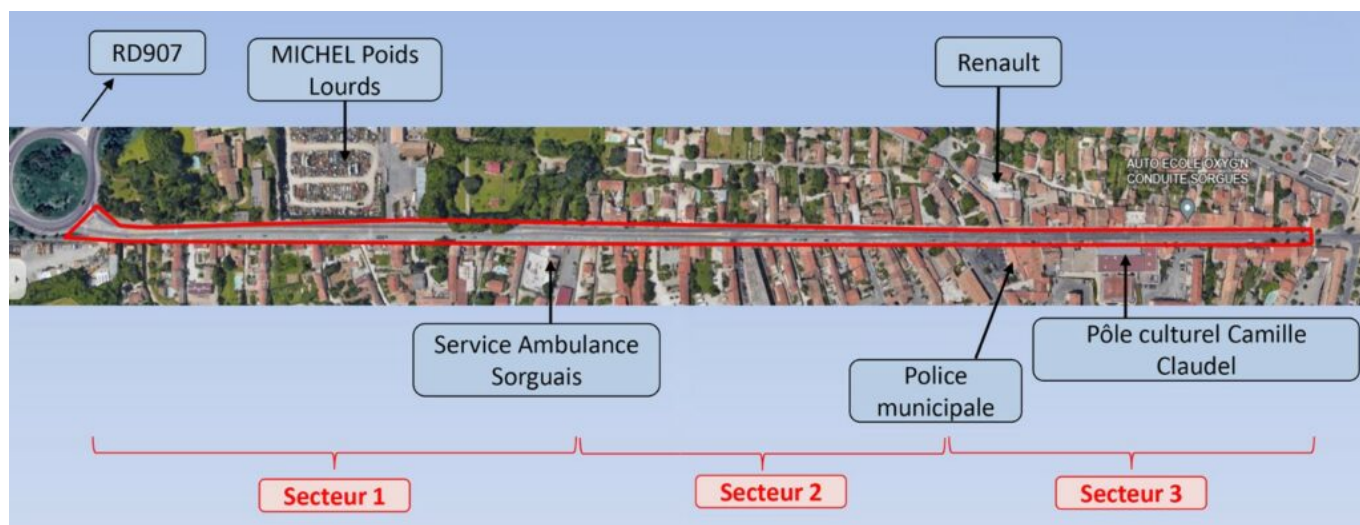 RD907
MICHEL Poids
Lourds
Renault
AUTO ECOLE OXYG'N
CONDUITE SORGUES
Service Ambulance
Sorguais
Police
municipale
Pôle culturel Camille
Claudel
Secteur 1
Secteur 2
Secteur 3